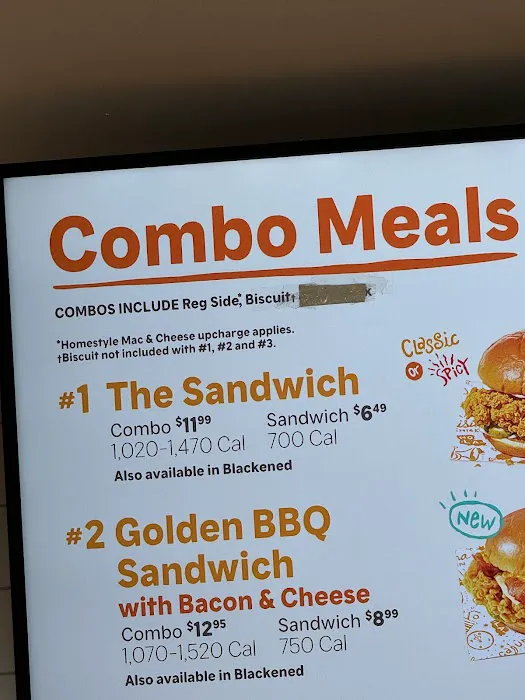 Combo Meals
COMBOS INCLUDE Reg Side*, Biscuit†
*Homestyle Mac & Cheese upcharge applies.
†Biscuit not included with #1, #2 and #3.
Classic
or SPICY
#1 The Sandwich
Combo $11.99 Sandwich $6.49
1,020-1,470 Cal 700 Cal
Also available in Blackened
New
#2 Golden BBQ
Sandwich
with Bacon & Cheese
Combo $12.95 Sandwich $8.99
1,070-1,520 Cal 750 Cal
Also available in Blackened